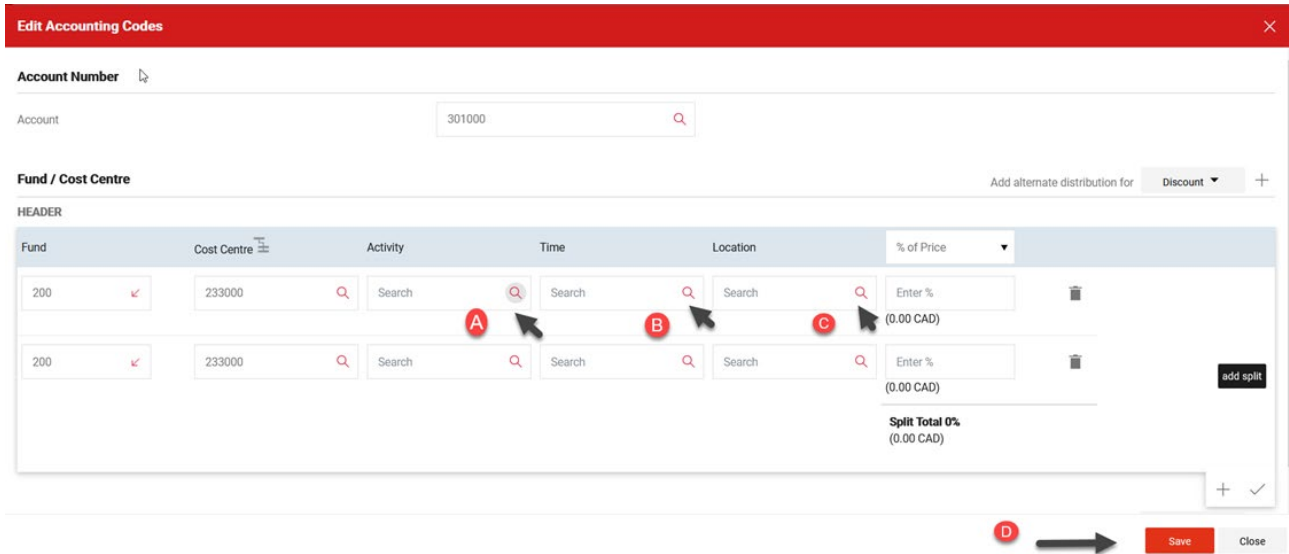 Edit Accounting Codes
Account Number
Account 301000
Fund / Cost Centre Add alternate distribution for Discount
HEADER
Fund Cost Centre Activity Time Location % of Price
200 233000 Search Search Search Enter %
A B C (0.00 CAD)
200 233000 Search Search Search Enter %
add split
(0.00 CAD)
Split Total 0%
(0.00 CAD)
D Save Close